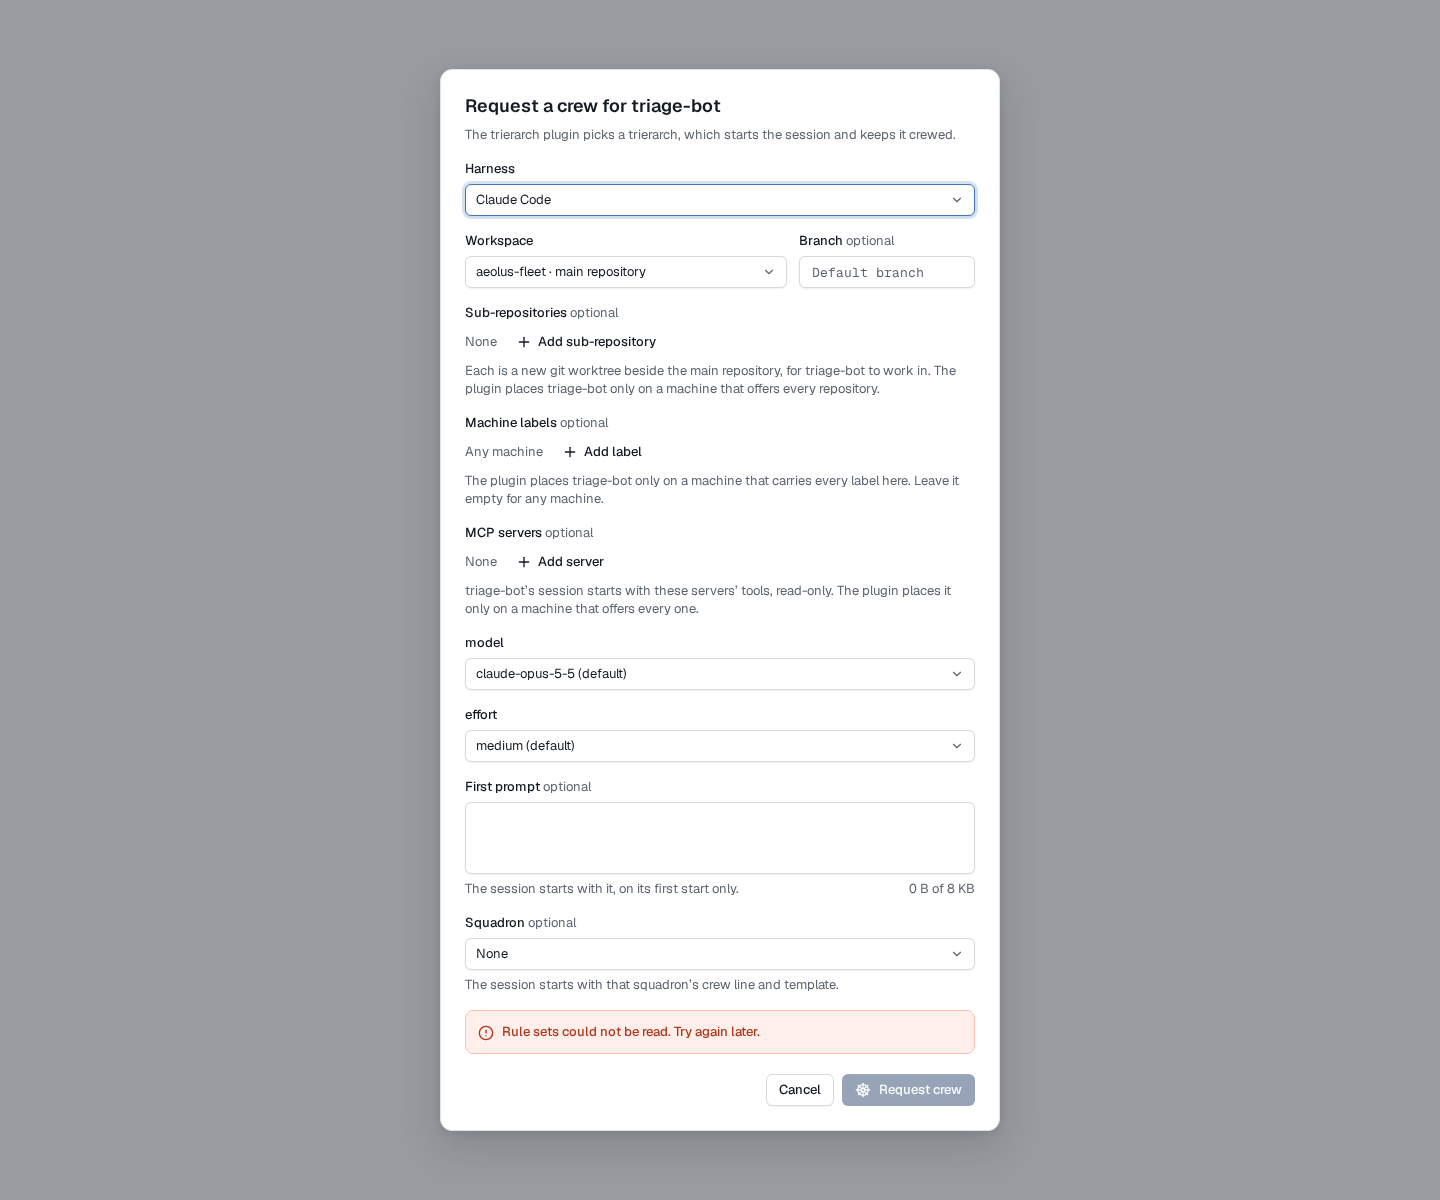 Request a crew for triage-bot
The trierarch plugin picks a trierarch, which starts the session and keeps it crewed.
Harness
Claude Code
Workspace
Branch optional
aeolus-fleet · main repository
Default branch
Sub-repositories optional
None
Add sub-repository
Each is a new git worktree beside the main repository, for triage-bot to work in. The
plugin places triage-bot only on a machine that offers every repository.
Machine labels optional
Any machine
Add label
The plugin places triage-bot only on a machine that carries every label here. Leave it
empty for any machine.
MCP servers optional
None
Add server
triage-bot’s session starts with these servers’ tools, read-only. The plugin places it
only on a machine that offers every one.
model
claude-opus-5-5 (default)
effort
medium (default)
First prompt optional
The session starts with it, on its first start only.
0 B of 8 KB
Squadron optional
None
The session starts with that squadron’s crew line and template.
Rule sets could not be read. Try again later.
Cancel
Request crew